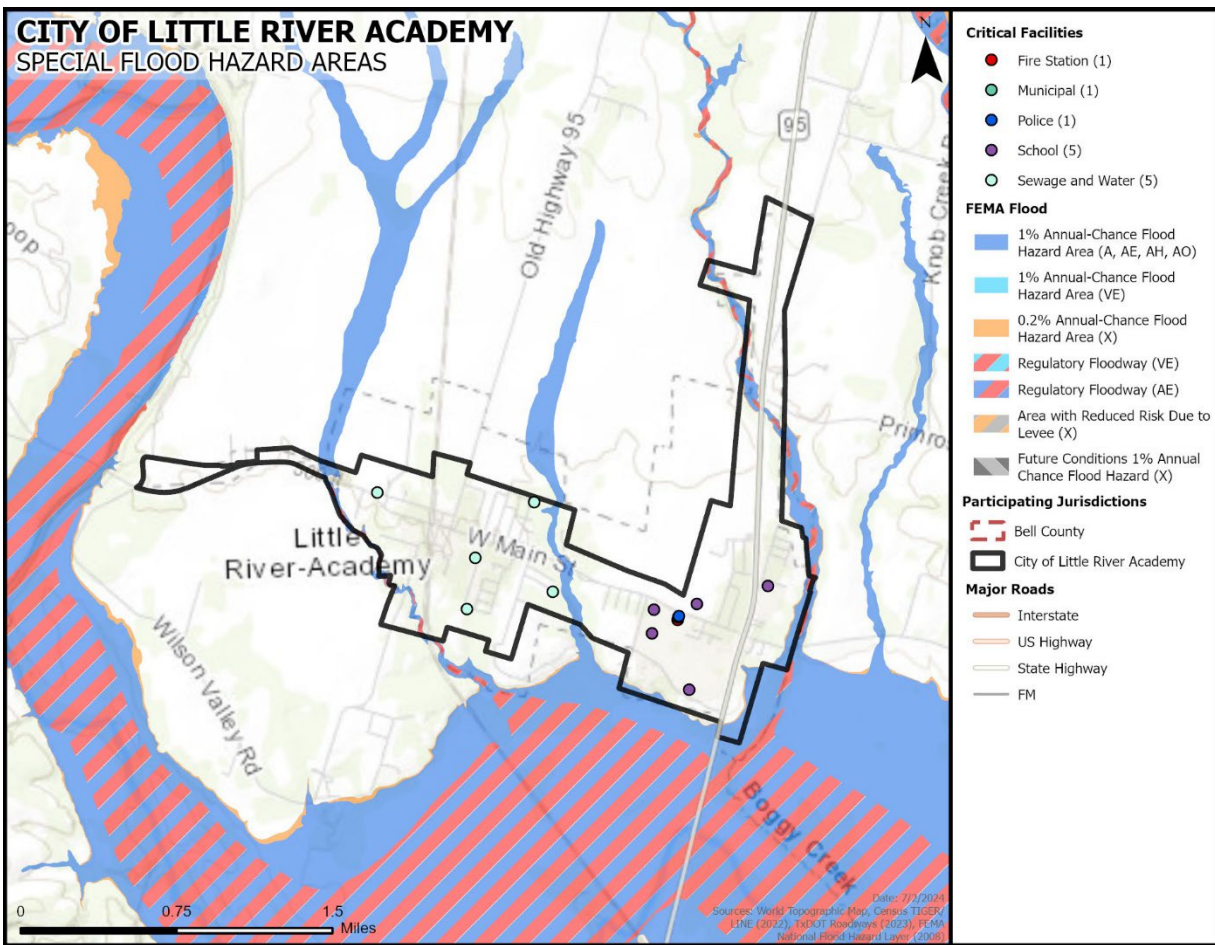 CITY OF LITTLE RIVER ACADEMY
SPECIAL FLOOD HAZARD AREAS
N
95
Old Highway 95
Knob Creek
oop
Primros
Little
River-Academy
W Main St
Wilson Valley Rd
Boggy Creek
0 0.75 1.5
Miles
Date: 7/2/2024
Sources: World Topographic Map, Census TIGER/
LINE (2022), TxDOT Roadways (2023), FEMA
National Flood Hazard Layer (2008)
Critical Facilities
Fire Station (1)
Municipal (1)
Police (1)
School (5)
Sewage and Water (5)
FEMA Flood
1% Annual-Chance Flood
Hazard Area (A, AE, AH, AO)
1% Annual-Chance Flood
Hazard Area (VE)
0.2% Annual-Chance Flood
Hazard Area (X)
Regulatory Floodway (VE)
Regulatory Floodway (AE)
Area with Reduced Risk Due to
Levee (X)
Future Conditions 1% Annual
Chance Flood Hazard (X)
Participating Jurisdictions
Bell County
City of Little River Academy
Major Roads
Interstate
US Highway
State Highway
FM